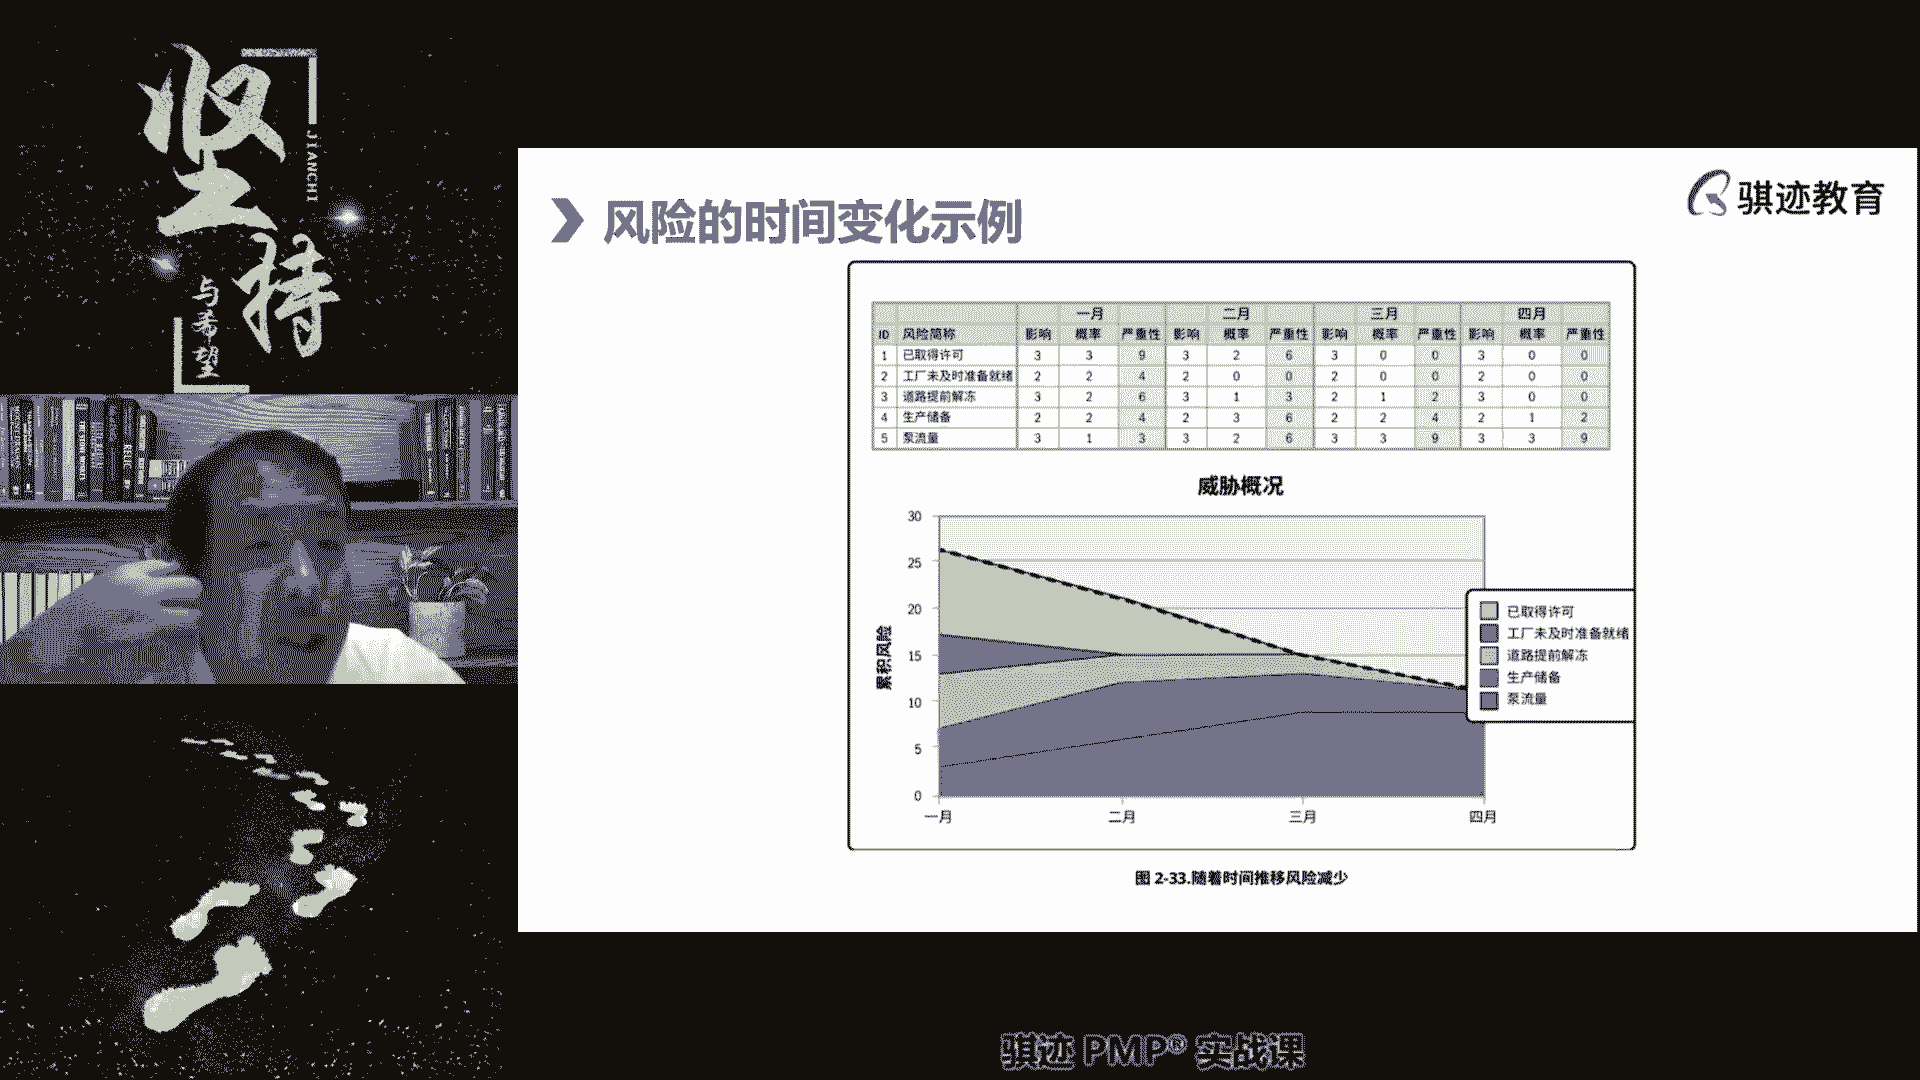 坚持
JIANCHI
与希望
骐迹教育
风险的时间变化示例
一月 二月 三月 四月
ID 风险简称 影响 概率 严重性 影响 概率 严重性 影响 概率 严重性 影响 概率 严重性
1 已取得许可 3 3 9 3 2 6 3 0 0 3 0 0
2 工厂未及时准备就绪 2 2 4 2 0 0 2 0 0 2 0 0
3 道路提前解冻 3 2 6 3 1 3 2 1 2 3 0 0
4 生产储备 2 2 4 2 3 6 2 2 4 2 1 2
5 泵流量 3 1 3 3 2 6 3 3 9 3 3 9
威胁概况
30
25
20
15
10
5
0
累积风险
一月 二月 三月 四月
已取得许可
工厂未及时准备就绪
道路提前解冻
生产储备
泵流量
图 2-33.随着时间推移风险减少
骐迹 PMP® 实战课